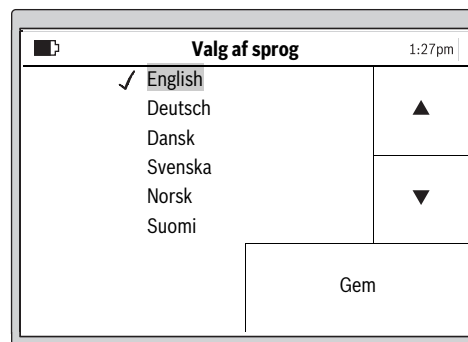 Valg af sprog 1:27pm
English
Deutsch
Dansk
Svenska
Norsk
Suomi
Gem